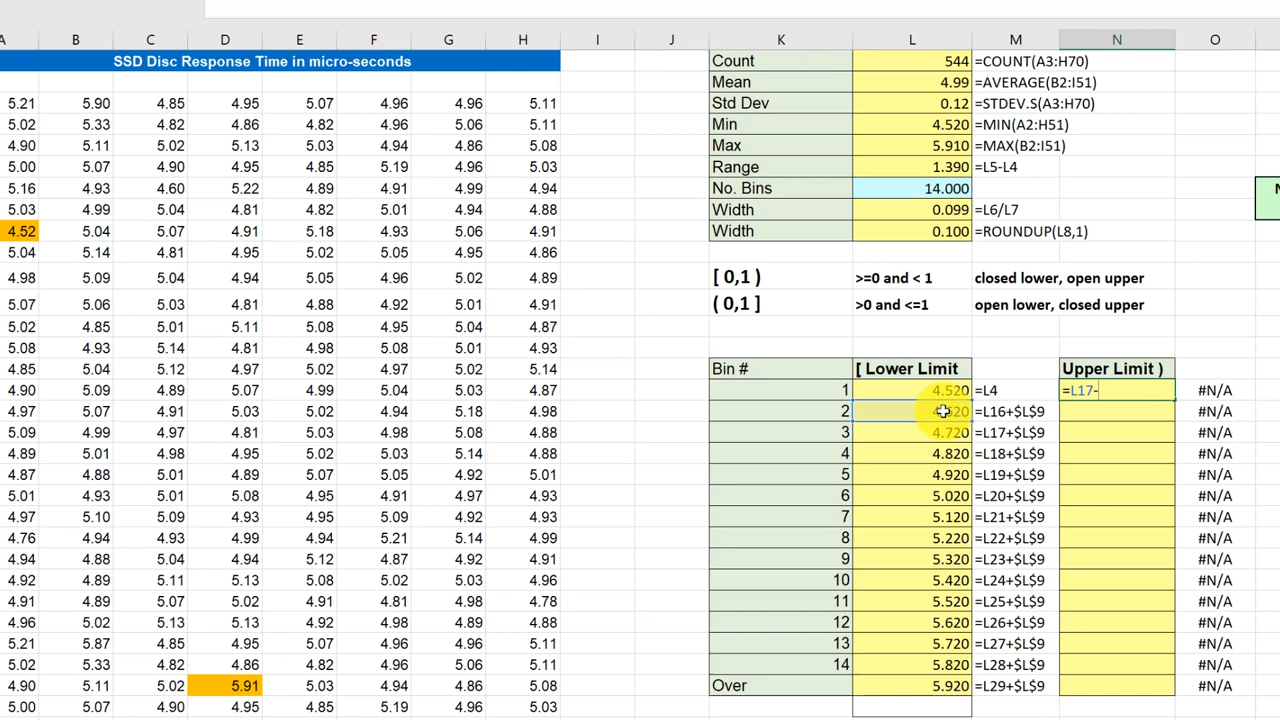 A B C D E F G H I J K L M N O
SSD Disc Response Time in micro-seconds Count 544 =COUNT(A3:H70)
Mean 4.99 =AVERAGE(B2:I51)
5.21 5.90 4.85 4.95 5.07 4.96 4.96 5.11 Std Dev 0.12 =STDEV.S(A3:H70)
5.02 5.33 4.82 4.86 4.82 4.96 5.06 5.11 Min 4.520 =MIN(A2:H51)
4.90 5.11 5.02 5.13 5.03 4.94 4.86 5.08 Max 5.910 =MAX(B2:I51)
5.00 5.07 4.90 4.95 4.85 5.19 4.96 5.03 Range 1.390 =L5-L4
5.16 4.93 4.60 5.22 4.89 4.91 4.99 4.94 No. Bins 14.000
5.03 4.99 5.04 4.81 4.82 5.01 4.94 4.88 Width 0.099 =L6/L7
4.52 5.04 5.07 4.91 5.18 4.93 5.06 4.91 Width 0.100 =ROUNDUP(L8,1)
5.04 5.14 4.81 4.95 5.02 5.05 4.95 4.86
4.98 5.09 5.04 4.94 5.05 4.96 5.02 4.89 [ 0,1 ) >=0 and < 1 closed lower, open upper
5.07 5.06 5.03 4.81 4.88 4.92 5.01 4.91 ( 0,1 ] >0 and <=1 open lower, closed upper
5.02 4.85 5.01 5.11 5.08 4.95 5.04 4.87
5.08 4.93 5.14 4.81 4.98 5.08 5.01 4.93
4.85 5.04 5.12 4.97 5.02 4.97 5.02 5.14 Bin # [ Lower Limit Upper Limit )
4.90 5.09 4.89 5.07 4.99 5.04 5.03 4.87 1 4.520 =L4 =L17- #N/A
4.97 5.07 4.91 5.03 5.02 4.94 5.18 4.98 2 =L16+$L$9 #N/A
5.09 4.99 4.97 4.81 5.03 4.98 5.08 4.88 3 4.720 =L17+$L$9 #N/A
4.89 5.01 4.98 4.95 5.02 5.03 5.14 4.88 4 4.820 =L18+$L$9 #N/A
4.87 4.88 5.01 4.89 5.07 5.05 4.92 5.01 5 4.920 =L19+$L$9 #N/A
5.01 4.93 5.01 5.08 4.95 4.91 4.97 4.93 6 5.020 =L20+$L$9 #N/A
4.97 5.10 5.09 4.93 4.95 5.09 4.92 4.93 7 5.120 =L21+$L$9 #N/A
4.76 4.94 4.93 4.99 4.94 5.21 5.14 4.99 8 5.220 =L22+$L$9 #N/A
4.94 4.88 5.04 4.94 5.12 4.87 4.92 4.91 9 5.320 =L23+$L$9 #N/A
4.92 4.89 5.11 5.13 5.08 5.02 5.03 4.96 10 5.420 =L24+$L$9 #N/A
4.91 4.89 5.07 5.02 4.91 4.81 4.98 4.78 11 5.520 =L25+$L$9 #N/A
4.96 5.02 5.13 5.13 4.92 4.98 4.89 4.88 12 5.620 =L26+$L$9 #N/A
5.21 5.87 4.85 4.95 5.07 4.96 4.96 5.11 13 5.720 =L27+$L$9 #N/A
5.02 5.33 4.82 4.86 4.82 4.96 5.06 5.11 14 5.820 =L28+$L$9 #N/A
4.90 5.11 5.02 5.91 5.03 4.94 4.86 5.08 Over 5.920 =L29+$L$9 #N/A
5.00 5.07 4.90 4.95 4.85 5.19 4.96 5.03